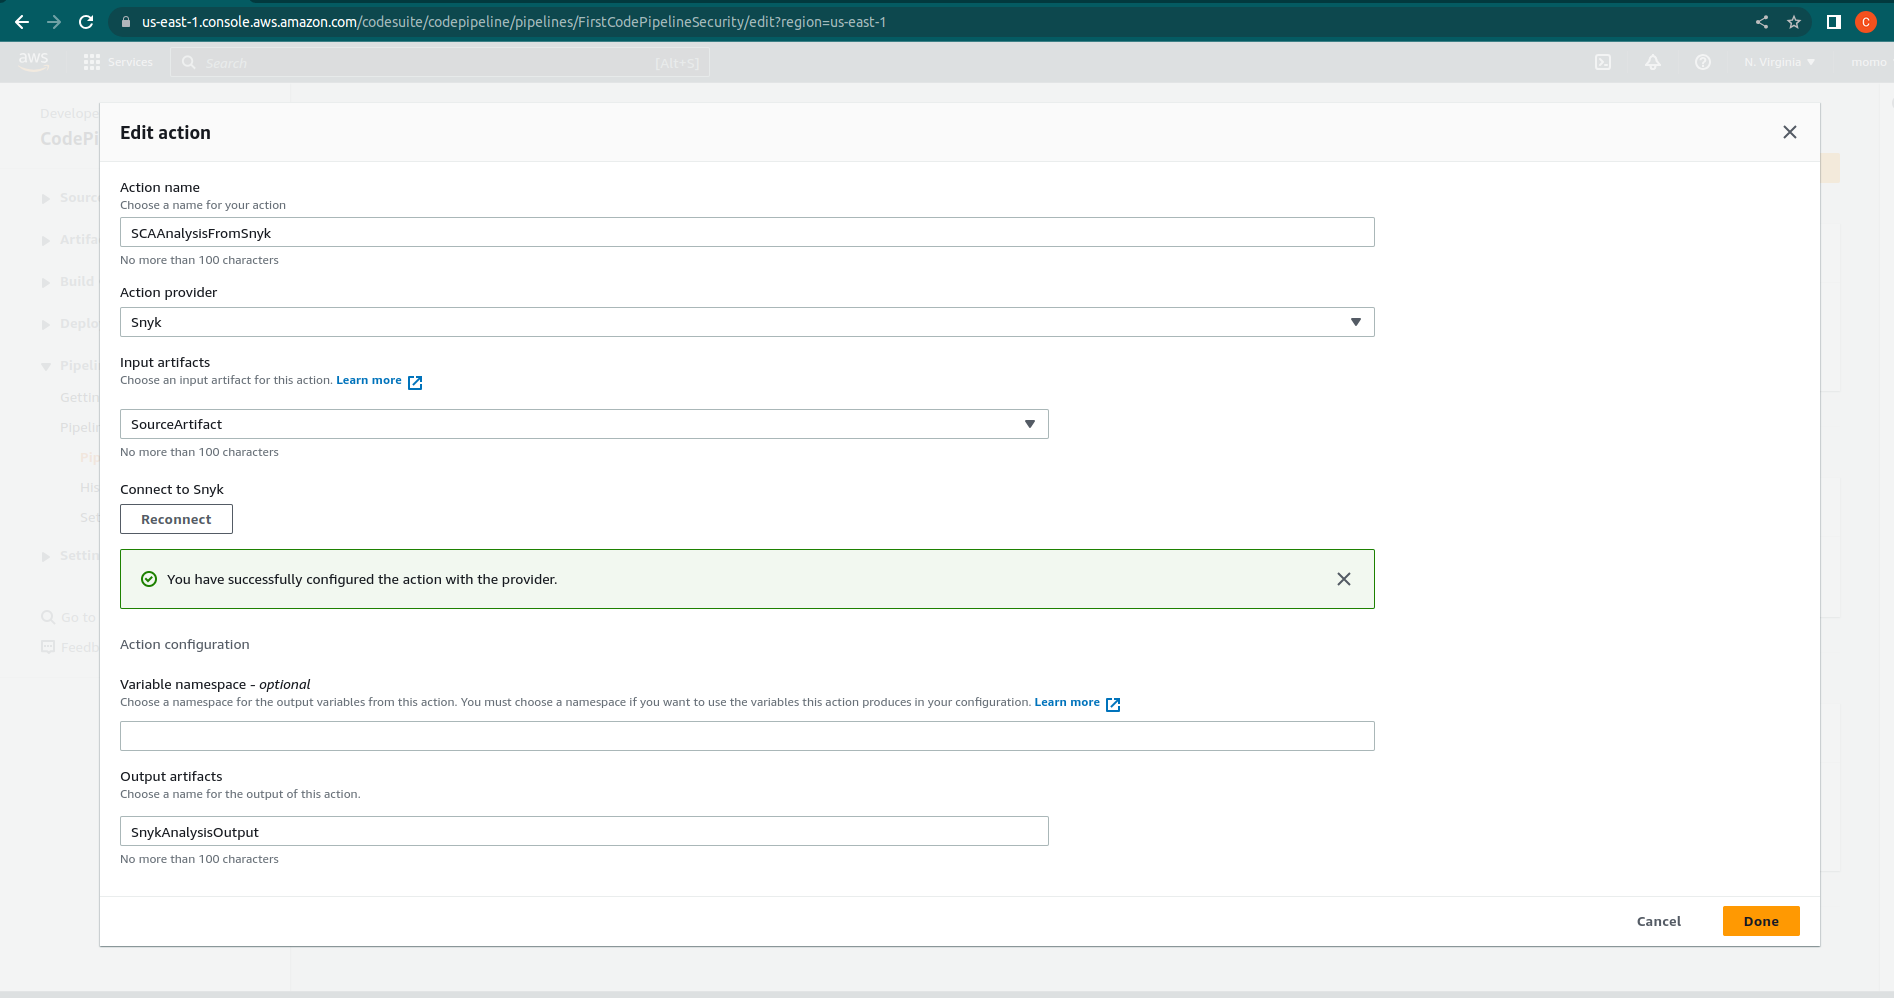 us-east-1.console.aws.amazon.com/codesuite/codepipeline/pipelines/FirstCodePipelineSecurity/edit?region=us-east-1
C
aws
Services
Search
[Alt+S]
N. Virginia
momo
Develope
CodePi
Sourc
Artifa
Build
Deplo
Pipelin
Gettin
Pipelin
Pip
His
Set
Settin
Go to
Feedb
Edit action
Action name
Choose a name for your action
SCAAnalysisFromSnyk
No more than 100 characters
Action provider
Snyk
Input artifacts
Choose an input artifact for this action. Learn more
SourceArtifact
No more than 100 characters
Connect to Snyk
Reconnect
You have successfully configured the action with the provider.
Action configuration
Variable namespace - optional
Choose a namespace for the output variables from this action. You must choose a namespace if you want to use the variables this action produces in your configuration. Learn more
Output artifacts
Choose a name for the output of this action.
SnykAnalysisOutput
No more than 100 characters
Cancel
Done